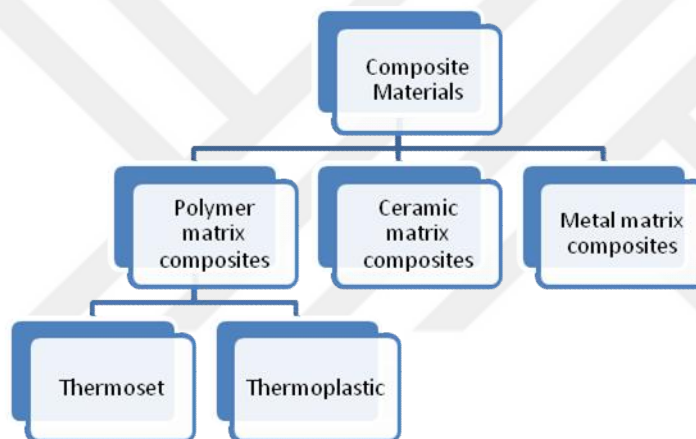 Composite
Materials
Polymer
matrix
composites
Ceramic
matrix
composites
Metal matrix
composites
Thermoset
Thermoplastic